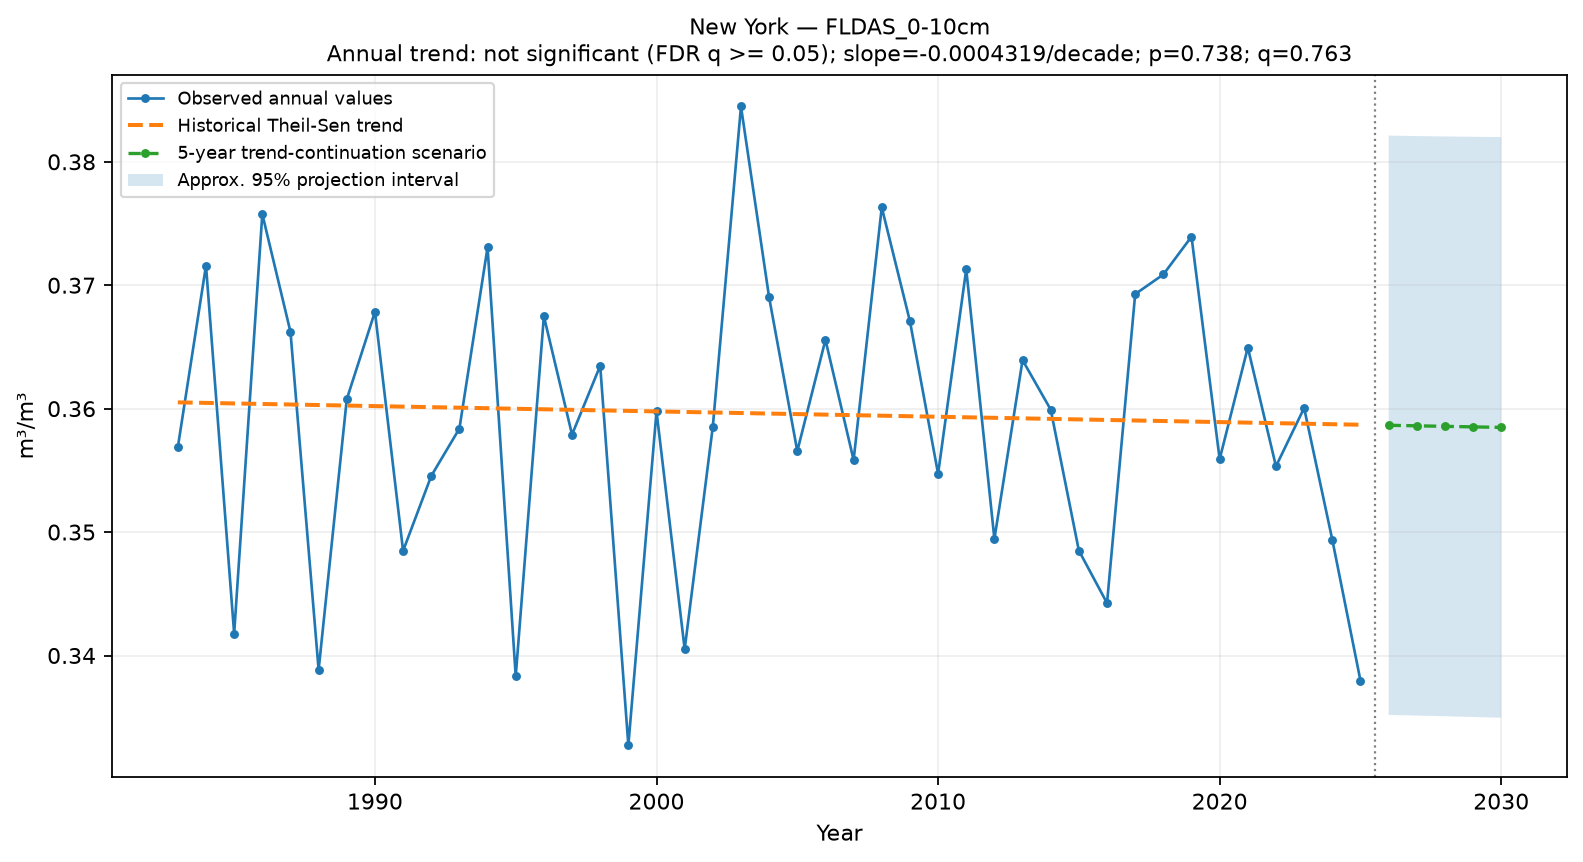 New York — FLDAS_0-10cm
Annual trend: not significant (FDR q >= 0.05); slope=-0.0004319/decade; p=0.738; q=0.763
Observed annual values
Historical Theil-Sen trend
5-year trend-continuation scenario
Approx. 95% projection interval
0.38
0.37
0.36
0.35
0.34
m³/m³
1990
2000
2010
2020
2030
Year